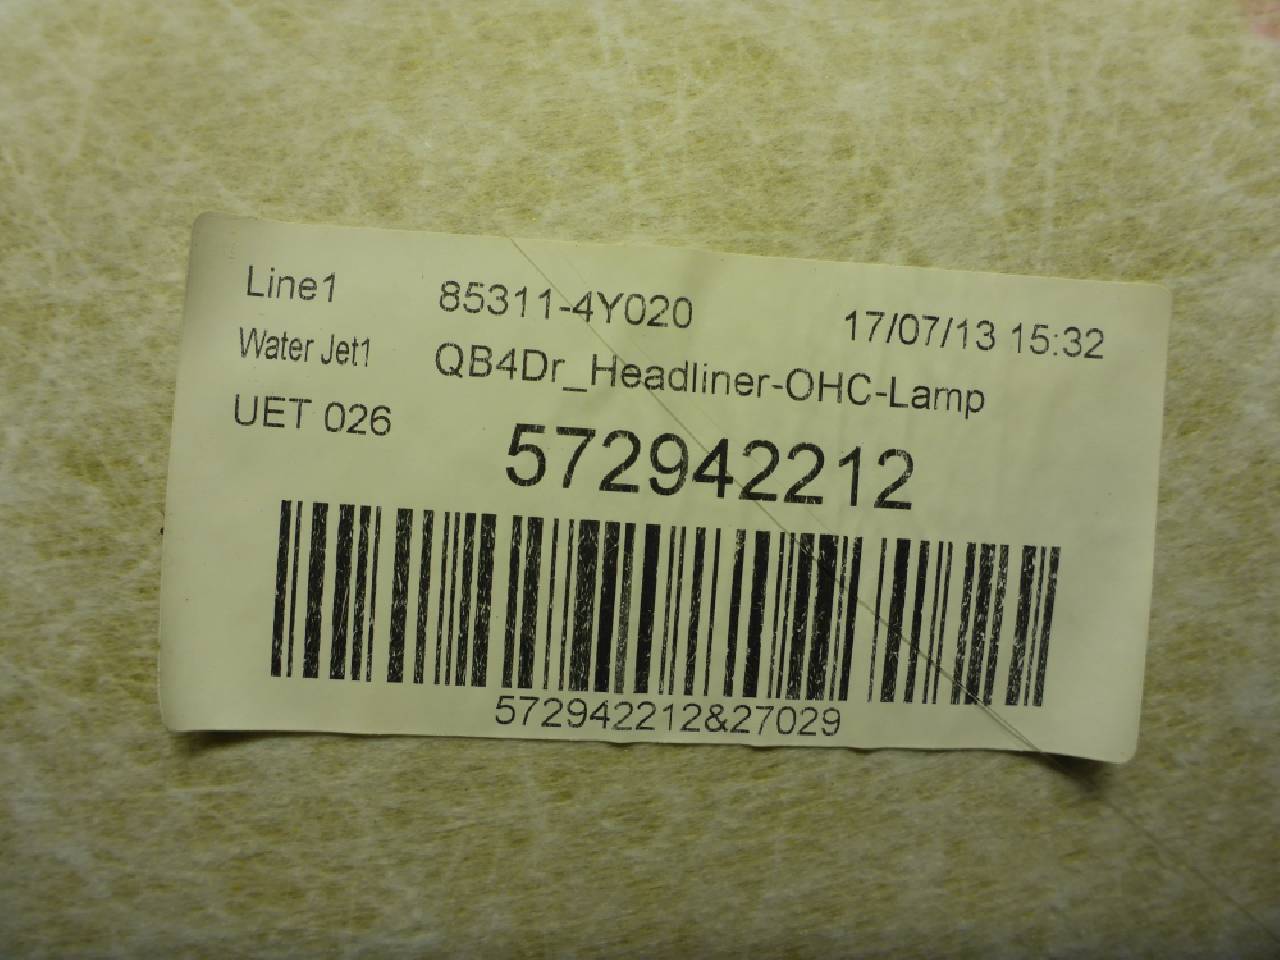 Line1 85311-4Y020 17/07/13 15:32
Water Jet1 QB4Dr_Headliner-OHC-Lamp
UET 026
572942212
572942212&27029